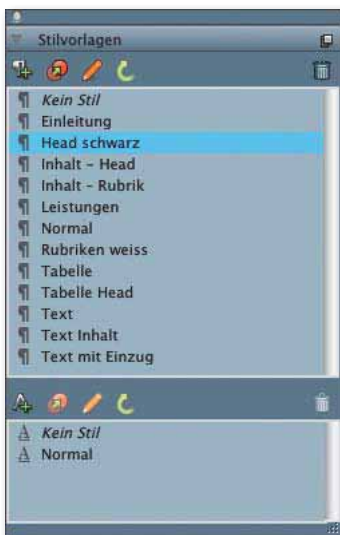 Stilvorlagen
Kein Stil
Einleitung
Head schwarz
Inhalt – Head
Inhalt – Rubrik
Leistungen
Normal
Rubriken weiss
Tabelle
Tabelle Head
Text
Text Inhalt
Text mit Einzug
Kein Stil
Normal